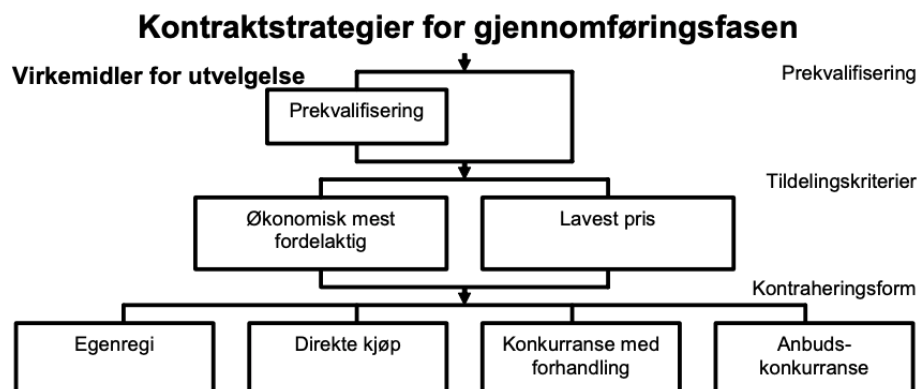 Kontraktstrategier for gjennomføringsfasen
Virkemidler for utvelgelse
Prekvalifisering
Prekvalifisering
Tildelingskriterier
Økonomisk mest
fordelaktig
Lavest pris
Kontraheringsform
Egenregi
Direkte kjøp
Konkurranse med
forhandling
Anbuds-
konkurranse